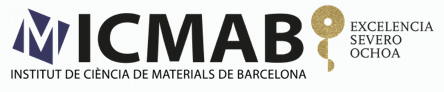 ICMAB
INSTITUT DE CIÈNCIA DE MATERIALS DE BARCELONA
EXCELENCIA
SEVERO
OCHOA